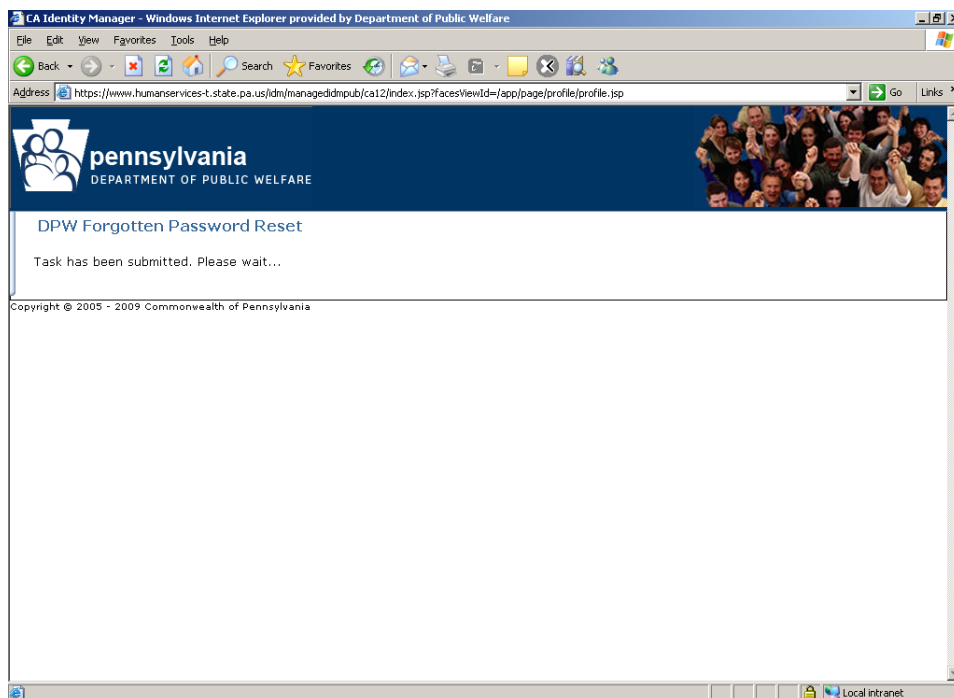 CA Identity Manager - Windows Internet Explorer provided by Department of Public Welfare
File Edit View Favorites Tools Help
Back Search Favorites
Address https://www.humanservices-t.state.pa.us/idm/managedidmpub/ca12/index.jsp?facesViewId=/app/page/profile/profile.jsp Go Links
pennsylvania
DEPARTMENT OF PUBLIC WELFARE
DPW Forgotten Password Reset
Task has been submitted. Please wait...
Copyright © 2005 - 2009 Commonwealth of Pennsylvania
Local intranet